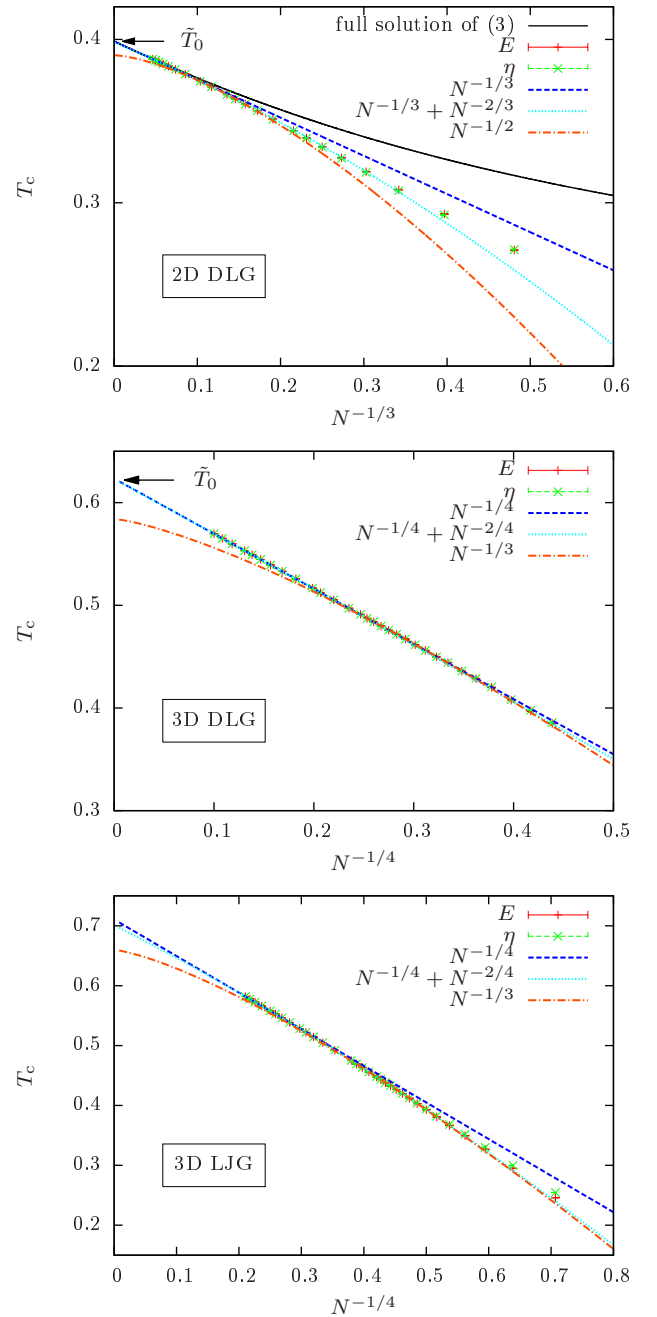 full solution of (3)
E
η
N^{-1/3}
N^{-1/3} + N^{-2/3}
N^{-1/2}
T̃_0
0.4
0.3
0.2
T_c
2D DLG
0 0.1 0.2 0.3 0.4 0.5 0.6
N^{-1/3}
E
η
N^{-1/4}
N^{-1/4} + N^{-2/4}
N^{-1/3}
T̃_0
0.6
0.5
0.4
0.3
T_c
3D DLG
0 0.1 0.2 0.3 0.4 0.5
N^{-1/4}
E
η
N^{-1/4}
N^{-1/4} + N^{-2/4}
N^{-1/3}
0.7
0.6
0.5
0.4
0.3
0.2
T_c
3D LJG
0 0.1 0.2 0.3 0.4 0.5 0.6 0.7 0.8
N^{-1/4}